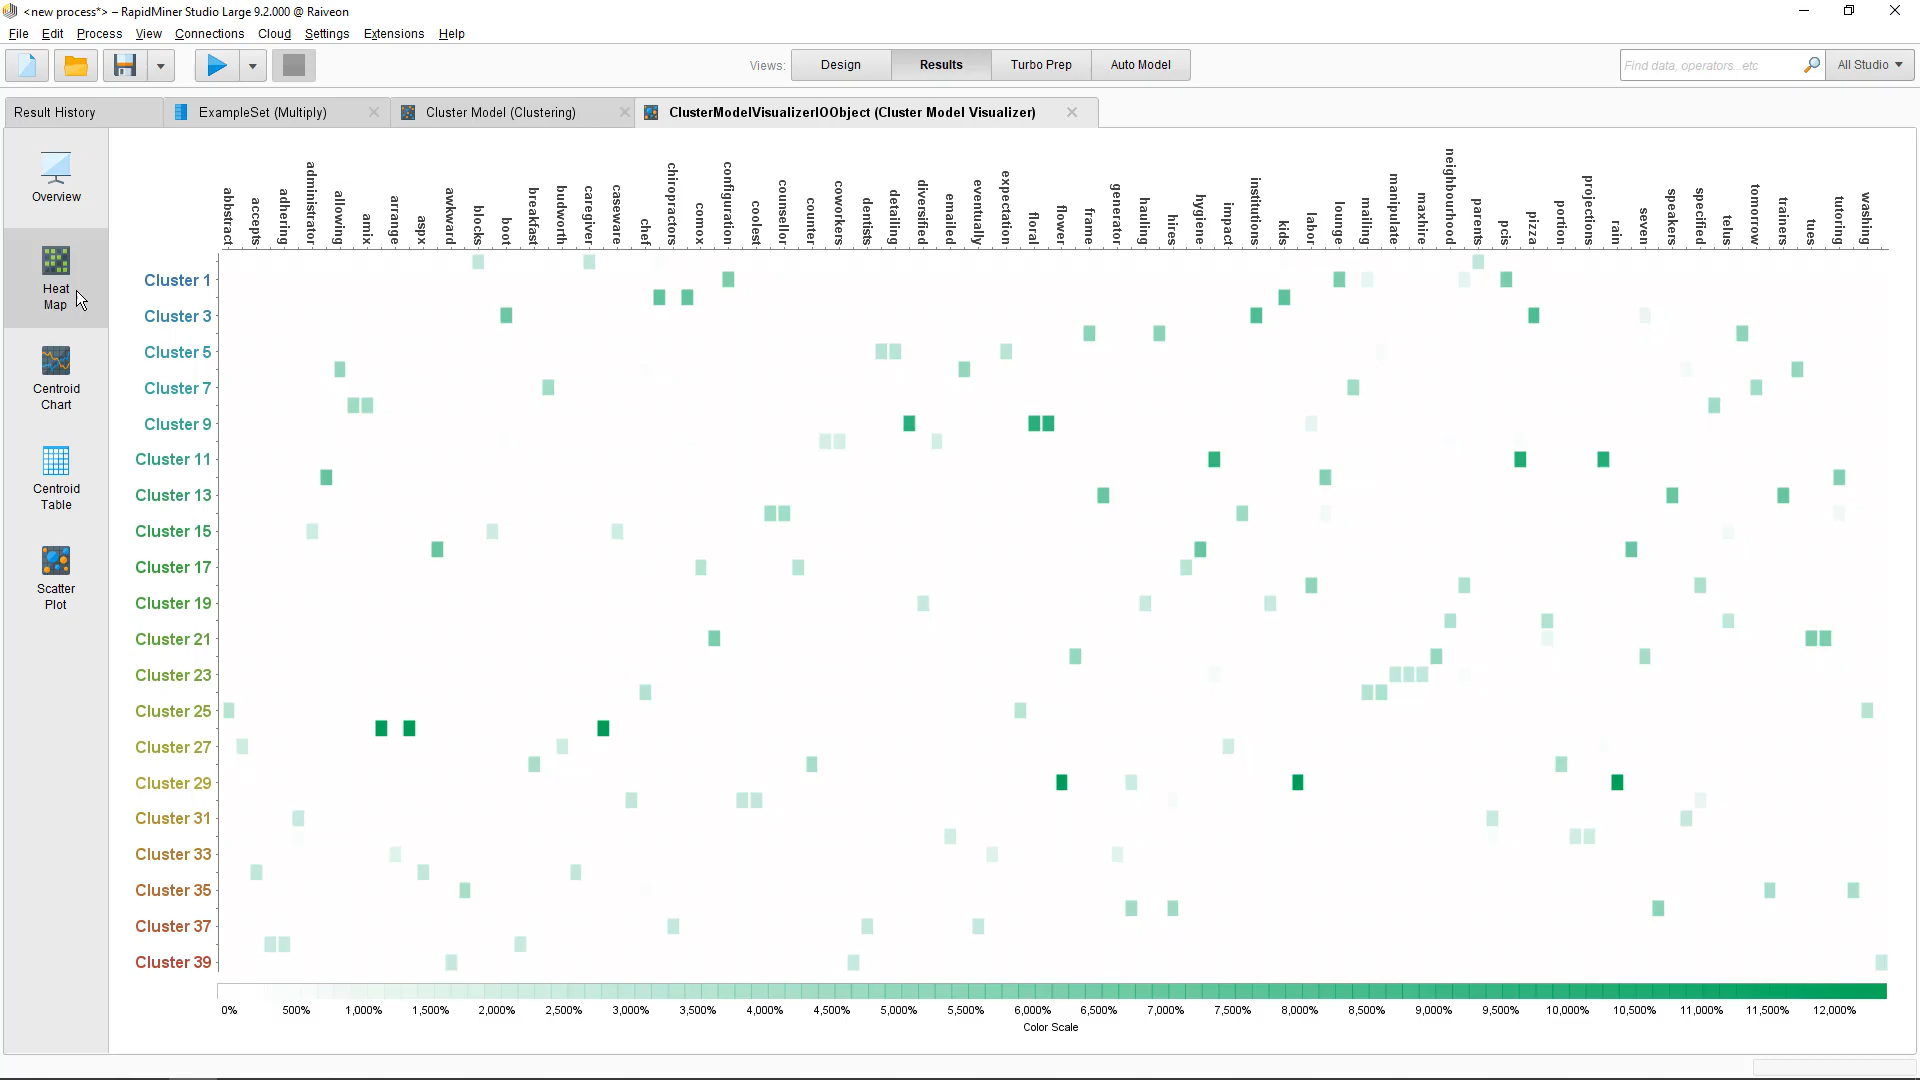 <new process*> – RapidMiner Studio Large 9.2.000 @ Raiveon
File Edit Process View Connections Cloud Settings Extensions Help
Views: Design Results Turbo Prep Auto Model
Find data, operators...etc
All Studio
Result History
ExampleSet (Multiply)
Cluster Model (Clustering)
ClusterModelVisualizerIOObject (Cluster Model Visualizer)
Overview
Heat
Map
Centroid
Chart
Centroid
Table
Scatter
Plot
abbstract
accepts
adhering
administrator
allowing
amix
arrange
aspx
awkward
blocks
boot
breakfast
budworth
caregiver
caseware
chef
chiropractors
comox
configuration
coolest
counsellor
counter
coworkers
dentists
detailing
diversified
emailed
eventually
expectation
floral
flower
frame
generator
hauling
hires
hygiene
impact
institutions
kids
labor
lounge
mailing
manipulate
maxhire
neighbourhood
parents
pcis
pizza
portion
projections
rain
seven
speakers
specified
telus
tomorrow
trainers
tues
tutoring
washing
Cluster 1
Cluster 3
Cluster 5
Cluster 7
Cluster 9
Cluster 11
Cluster 13
Cluster 15
Cluster 17
Cluster 19
Cluster 21
Cluster 23
Cluster 25
Cluster 27
Cluster 29
Cluster 31
Cluster 33
Cluster 35
Cluster 37
Cluster 39
0% 500% 1,000% 1,500% 2,000% 2,500% 3,000% 3,500% 4,000% 4,500% 5,000% 5,500% 6,000% 6,500% 7,000% 7,500% 8,000% 8,500% 9,000% 9,500% 10,000% 10,500% 11,000% 11,500% 12,000%
Color Scale